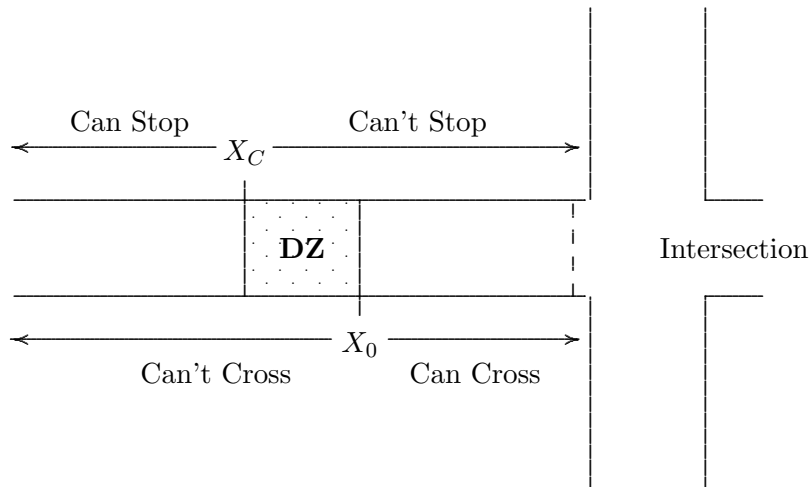 Can Stop Can't Stop
X_C
DZ Intersection
X_0
Can't Cross Can Cross